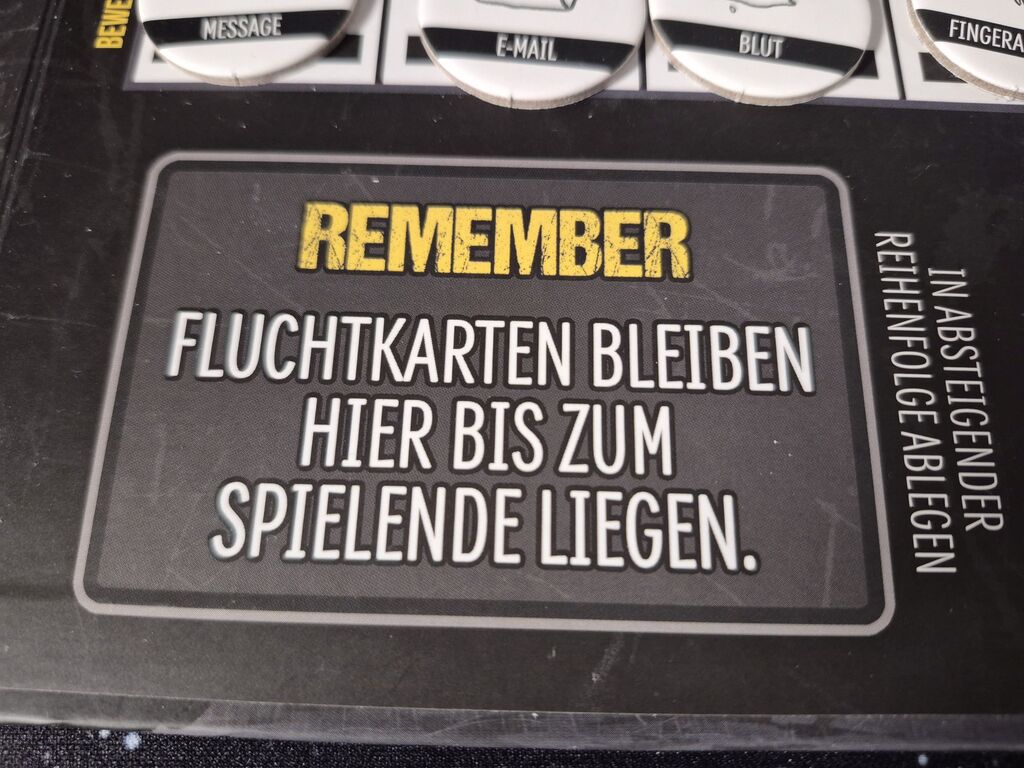 MESSAGE
E-MAIL
BLUT
REMEMBER
FLUCHTKARTEN BLEIBEN
HIER BIS ZUM
SPIELENDE LIEGEN.
IN ABSTEIGENDER
REIHENFOLGE ABLEGEN